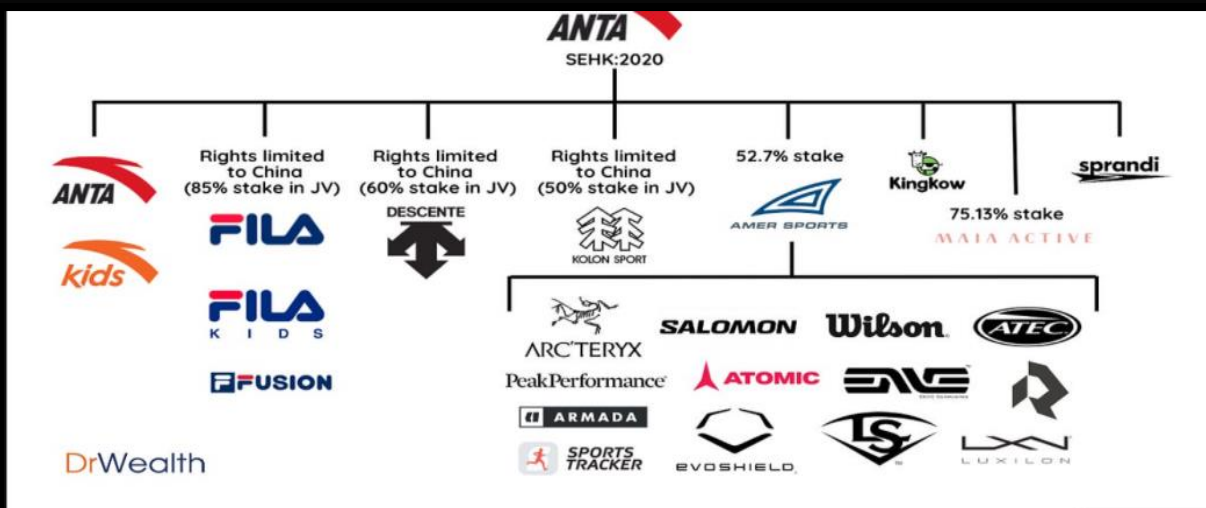 ANTA
SEHK:2020
ANTA
kids
Rights limited
to China
(85% stake in JV)
FILA
FILA
KIDS
FUSION
Rights limited
to China
(60% stake in JV)
DESCENTE
Rights limited
to China
(50% stake in JV)
KOLON SPORT
52.7% stake
AMER SPORTS
Kingkow
75.13% stake
MAIA ACTIVE
sprandi
ARC'TERYX
SALOMON
Wilson
ATEC
PeakPerformance
ATOMIC
ENVE
ARMADA
SPORTS
TRACKER
EVOSHIELD
LS
LXN
LUXILON
DrWealth